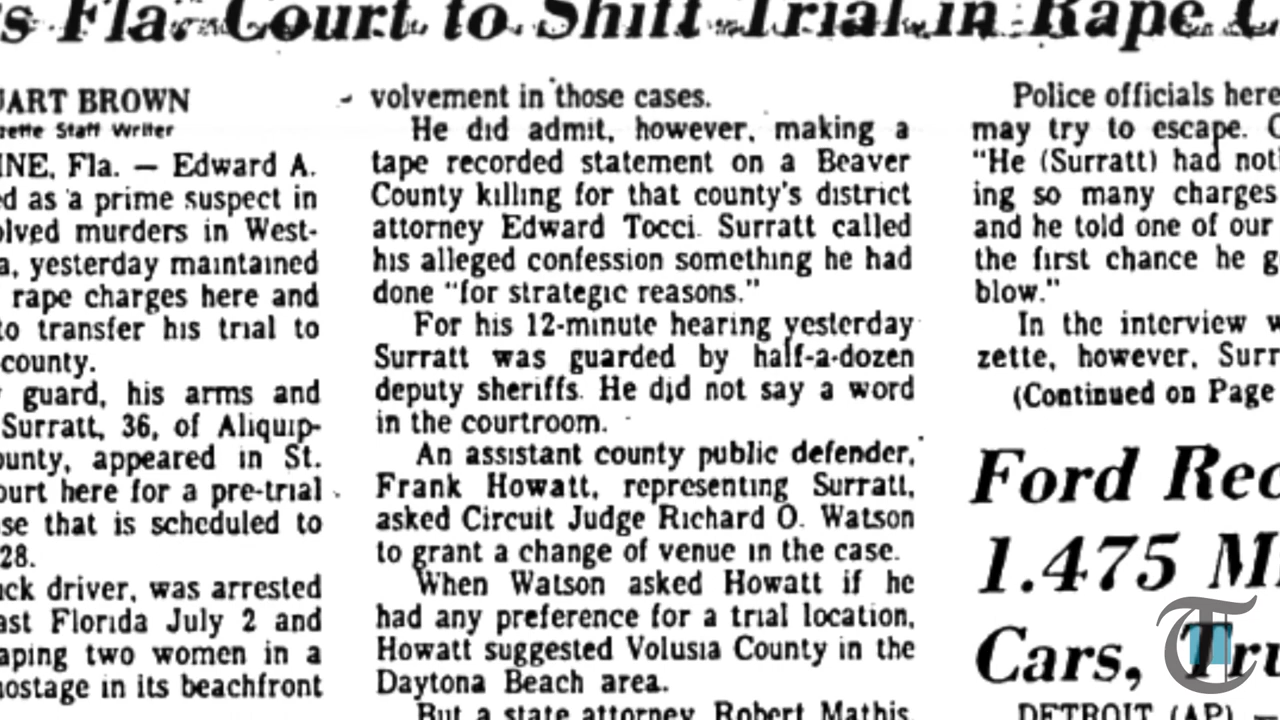 s Fla. Court to Shift Trial in Rape C
UART BROWN
zette Staff Writer
INE, Fla. — Edward A.
ed as a prime suspect in
olved murders in West-
a, yesterday maintained
rape charges here and
to transfer his trial to
county.
guard, his arms and
Surratt, 36, of Aliquip-
ounty, appeared in St.
ourt here for a pre-trial
se that is scheduled to
28.
ck driver, was arrested
ast Florida July 2 and
aping two women in a
hostage in its beachfront
volvement in those cases.
He did admit, however, making a
tape recorded statement on a Beaver
County killing for that county's district
attorney Edward Tocci. Surratt called
his alleged confession something he had
done "for strategic reasons."
For his 12-minute hearing yesterday
Surratt was guarded by half-a-dozen
deputy sheriffs. He did not say a word
in the courtroom.
An assistant county public defender,
Frank Howatt, representing Surratt,
asked Circuit Judge Richard O. Watson
to grant a change of venue in the case.
When Watson asked Howatt if he
had any preference for a trial location,
Howatt suggested Volusia County in the
Daytona Beach area.
But a state attorney, Robert Mathis,
Police officials here
may try to escape. C
"He (Surratt) had not
ing so many charges
and he told one of our
the first chance he g
blow."
In the interview w
zette, however, Surr
(Continued on Page
Ford Rec
1.475 Mi
Cars, Tru
DETROIT (AP) —
T